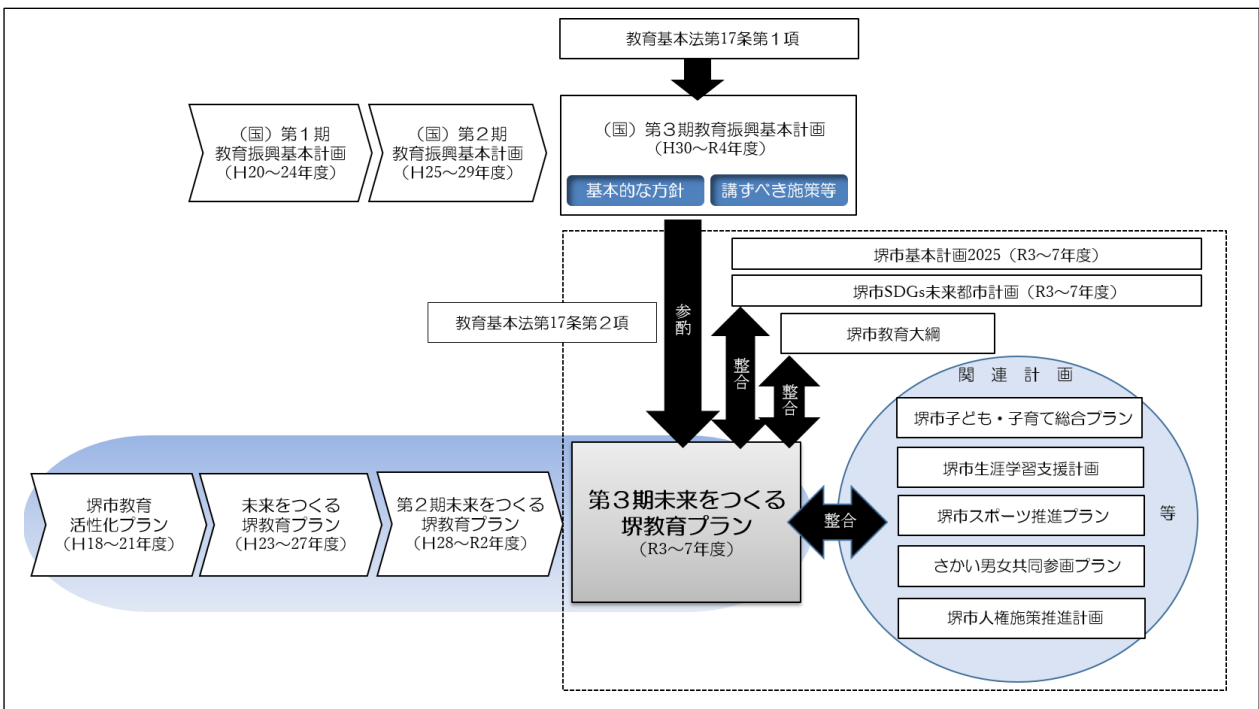 教育基本法第17条第1項
（国）第1期
教育振興基本計画
（H20～24年度）
（国）第2期
教育振興基本計画
（H25～29年度）
（国）第3期教育振興基本計画
（H30～R4年度）
基本的な方針
講ずべき施策等
堺市基本計画2025（R3～7年度）
堺市SDGs未来都市計画（R3～7年度）
教育基本法第17条第2項
堺市教育大綱
参酌
整合
整合
関連計画
堺市子ども・子育て総合プラン
堺市生涯学習支援計画
堺市スポーツ推進プラン
さかい男女共同参画プラン
堺市人権施策推進計画
等
堺市教育
活性化プラン
（H18～21年度）
未来をつくる
堺教育プラン
（H23～27年度）
第2期未来をつくる
堺教育プラン
（H28～R2年度）
第3期未来をつくる
堺教育プラン
（R3～7年度）
整合